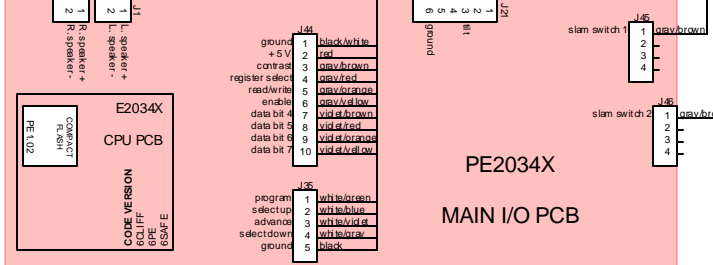 J1
2 1
R. speaker -
R. speaker +
2 1
L. speaker -
L. speaker +
J21
6 5 4 3 2 1
ground
tilt
J44
ground 1 black/white
+ 5 V 2 red
contrast 3 gray/brown
register select 4 gray/red
read/write 5 gray/orange
enable 6 gray/yellow
data bit 4 7 violet/brown
data bit 5 8 violet/red
data bit 6 9 violet/orange
data bit 7 10 violet/yellow
J45
slam switch 1 1 gray/brown
2
3
4
J46
slam switch 2 1 gray/br
2
3
4
E2034X
CPU PCB
COMPACT
FLASH
PE1.02
CODE VERSION
6CLIFF
6PE
6SAFE
J35
program 1 white/green
select up 2 white/blue
advance 3 white/violet
select down 4 white/gray
ground 5 black
PE2034X
MAIN I/O PCB